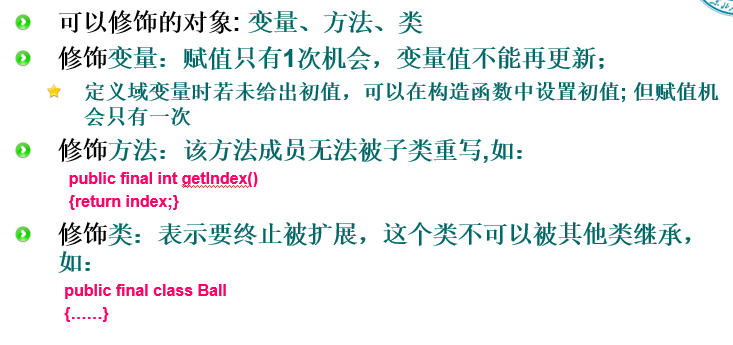 可以修饰的对象: 变量、方法、类
修饰变量：赋值只有1次机会，变量值不能再更新；
定义域变量时若未给出初值，可以在构造函数中设置初值; 但赋值机
会只有一次
修饰方法：该方法成员无法被子类重写,如：
public final int getIndex()
{return index;}
修饰类：表示要终止被扩展，这个类不可以被其他类继承，
如：
public final class Ball
{……}